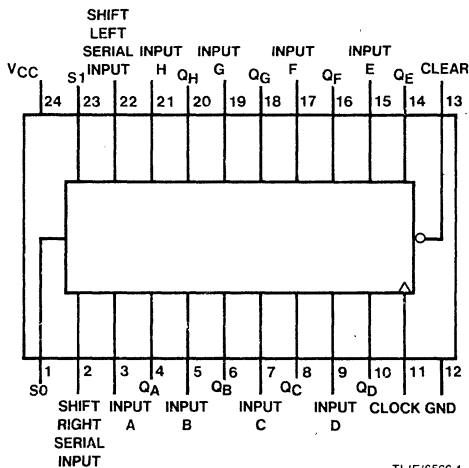 SHIFT
LEFT
SERIAL INPUT INPUT INPUT INPUT
VCC S1 INPUT H QH G QG F QF E QE CLEAR
24 23 22 21 20 19 18 17 16 15 14 13
1 2 3 4 5 6 7 8 9 10 11 12
S0 SHIFT INPUT QA INPUT QB INPUT QC INPUT QD CLOCK GND
RIGHT A B C D
SERIAL
INPUT